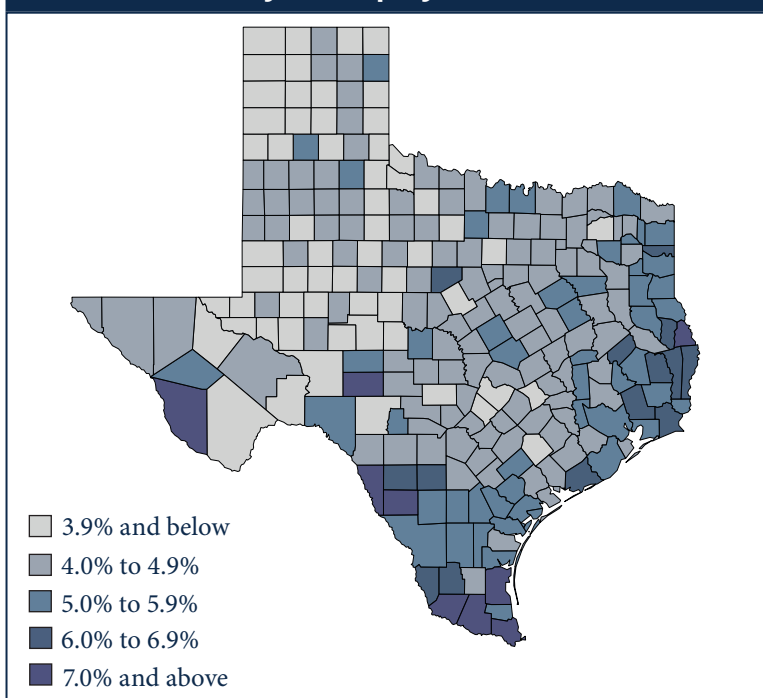 3.9% and below
4.0% to 4.9%
5.0% to 5.9%
6.0% to 6.9%
7.0% and above